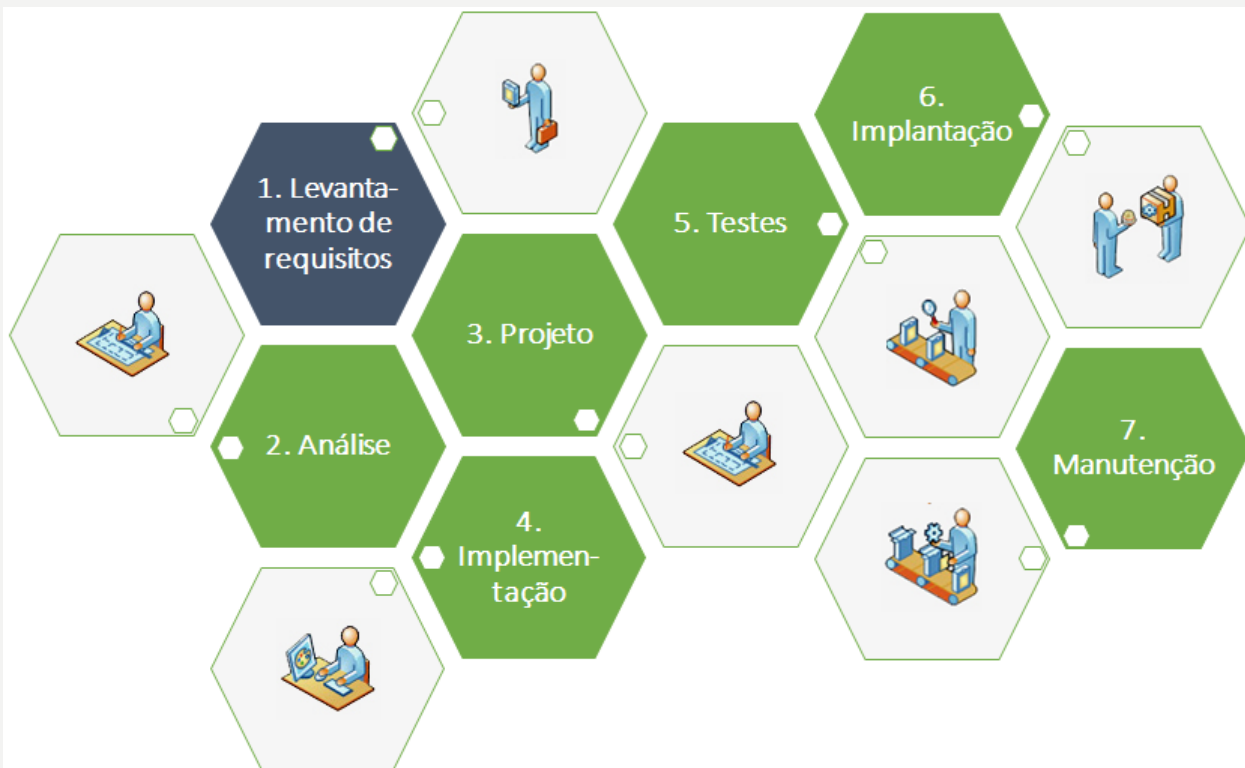 1. Levanta-
mento de
requisitos
2. Análise
3. Projeto
4.
Implemen-
tação
5. Testes
6.
Implantação
7.
Manutenção